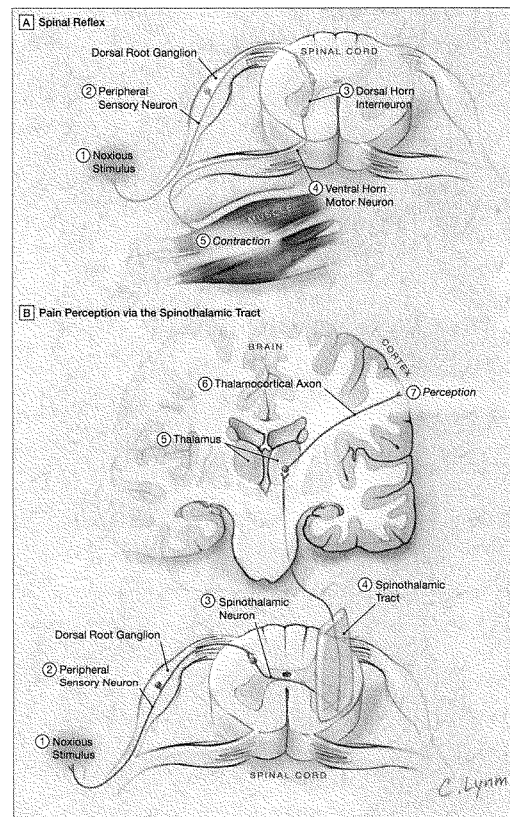 A Spinal Reflex
Dorsal Root Ganglion
SPINAL CORD
② Peripheral
Sensory Neuron
③ Dorsal Horn
Interneuron
① Noxious
Stimulus
④ Ventral Horn
Motor Neuron
MUSCLE
⑤ Contraction
B Pain Perception via the Spinothalamic Tract
BRAIN
CORTEX
⑥ Thalamocortical Axon
⑦ Perception
⑤ Thalamus
④ Spinothalamic
Tract
③ Spinothalamic
Neuron
Dorsal Root Ganglion
② Peripheral
Sensory Neuron
① Noxious
Stimulus
SPINAL CORD
C. Lynm